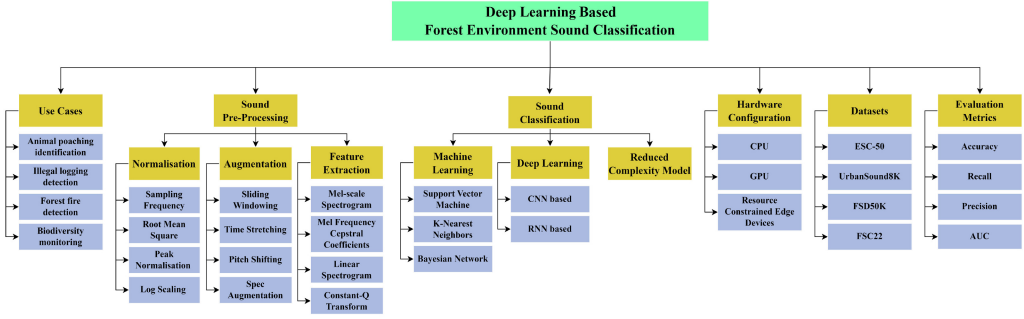 Deep Learning Based
Forest Environment Sound Classification
Use Cases
Animal poaching
identification
Illegal logging
detection
Forest fire
detection
Biodiversity
monitoring
Sound
Pre-Processing
Normalisation
Sampling
Frequency
Root Mean
Square
Peak
Normalisation
Log Scaling
Augmentation
Sliding
Windowing
Time Stretching
Pitch Shifting
Spec
Augmentation
Feature
Extraction
Mel-scale
Spectrogram
Mel Frequency
Cepstral
Coefficients
Linear
Spectrogram
Constant-Q
Transform
Sound
Classification
Machine
Learning
Support Vector
Machine
K-Nearest
Neighbors
Bayesian Network
Deep Learning
CNN based
RNN based
Reduced
Complexity Model
Hardware
Configuration
CPU
GPU
Resource
Constrained Edge
Devices
Datasets
ESC-50
UrbanSound8K
FSD50K
FSC22
Evaluation
Metrics
Accuracy
Recall
Precision
AUC